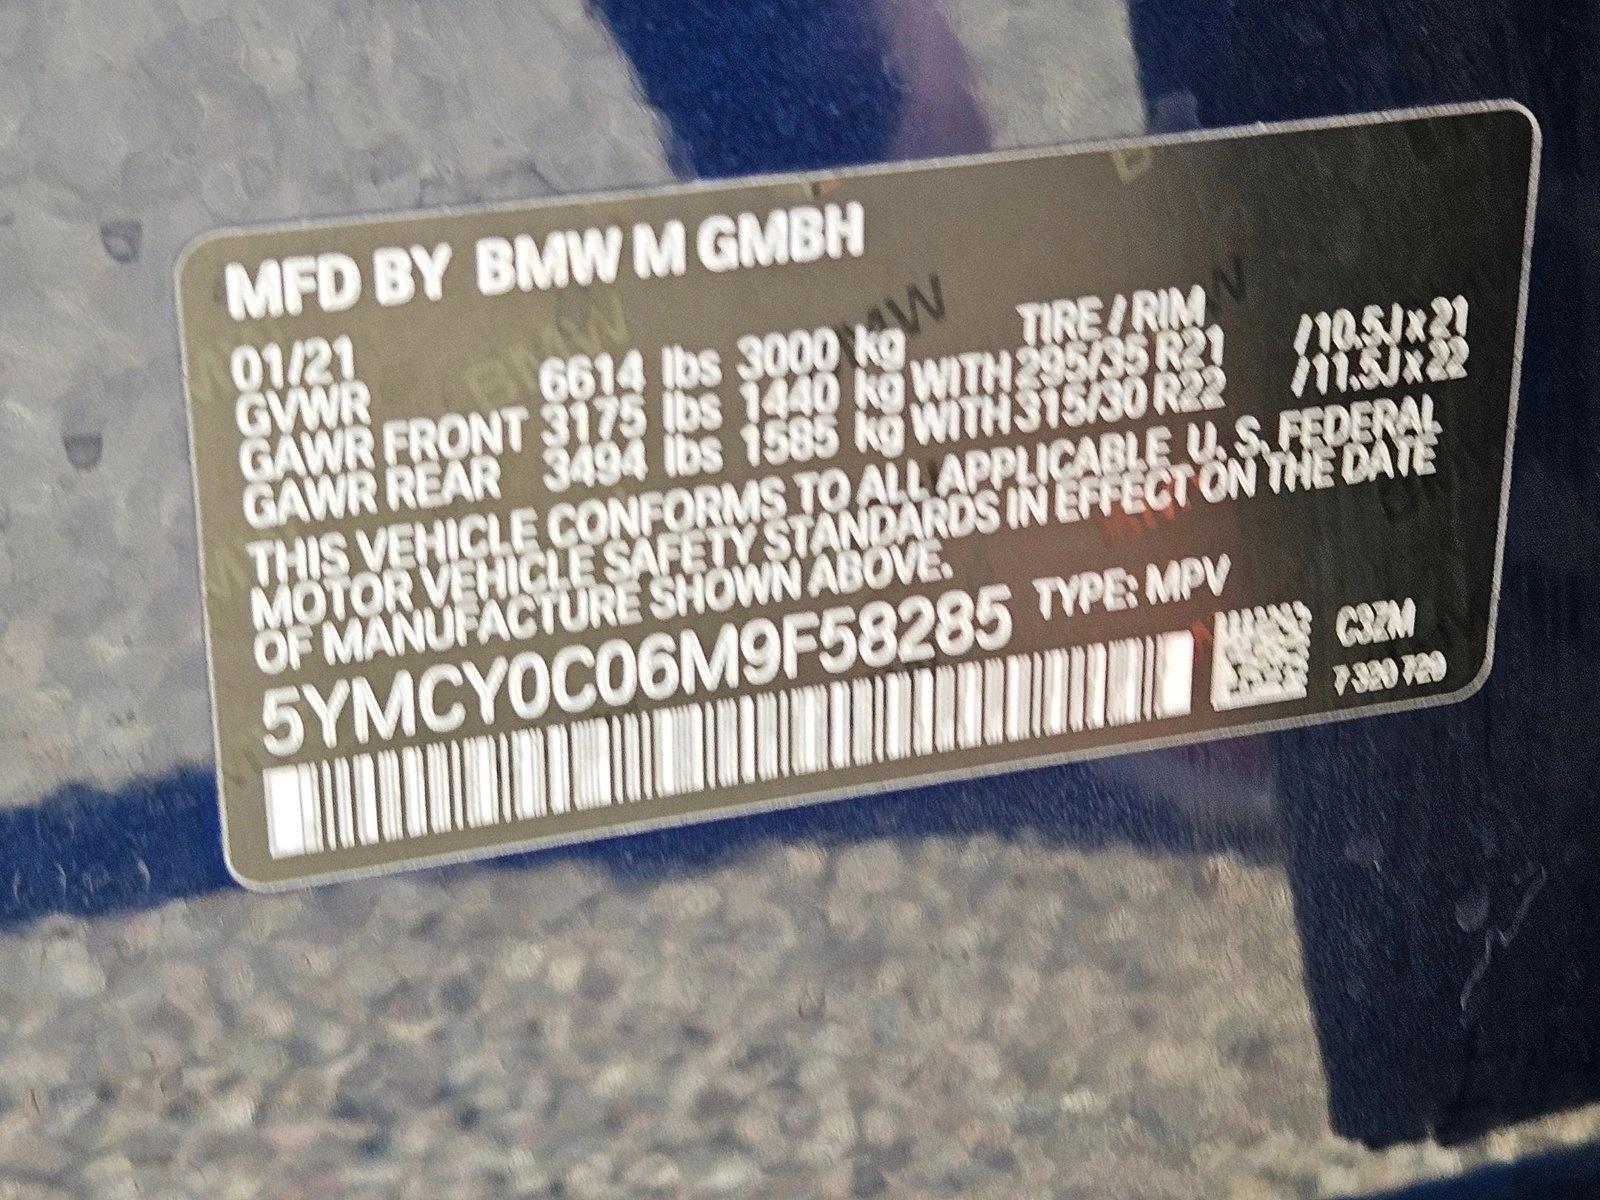 MFD BY BMW M GMBH
01/21 TIRE / RIM
GVWR 6614 lbs 3000 kg
GAWR FRONT 3175 lbs 1440 kg WITH 295/35 R21 /10.5J x 21
GAWR REAR 3494 lbs 1585 kg WITH 315/30 R22 /11.5J x 22
THIS VEHICLE CONFORMS TO ALL APPLICABLE U. S. FEDERAL
MOTOR VEHICLE SAFETY STANDARDS IN EFFECT ON THE DATE
OF MANUFACTURE SHOWN ABOVE.
5YMCY0C06M9F58285 TYPE: MPV
C3ZM
7 320 720